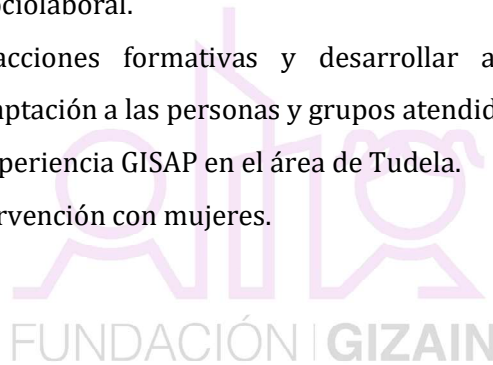 ociolaboral.
acciones formativas y desarrollar a
aptación a las personas y grupos atendid
periencia GISAP en el área de Tudela.
rvención con mujeres.
FUNDACIÓN | GIZAIN